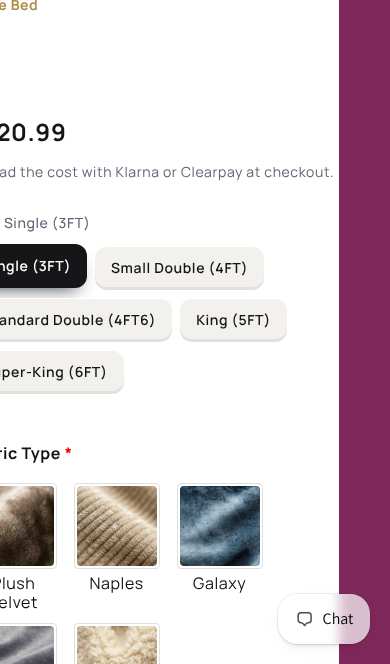 e Bed
20.99
ad the cost with Klarna or Clearpay at checkout.
Single (3FT)
ngle (3FT)
Small Double (4FT)
andard Double (4FT6)
King (5FT)
per-King (6FT)
ric Type *
Plush
elvet
Naples
Galaxy
Chat